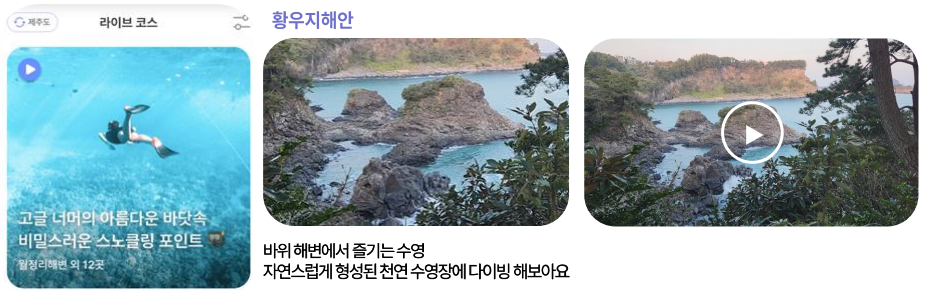 제주도
라이브 코스
고글 너머의 아름다운 바닷속
비밀스러운 스노클링 포인트
월정리해변 외 12곳
황우지해안
바위 해변에서 즐기는 수영
자연스럽게 형성된 천연 수영장에 다이빙 해보아요